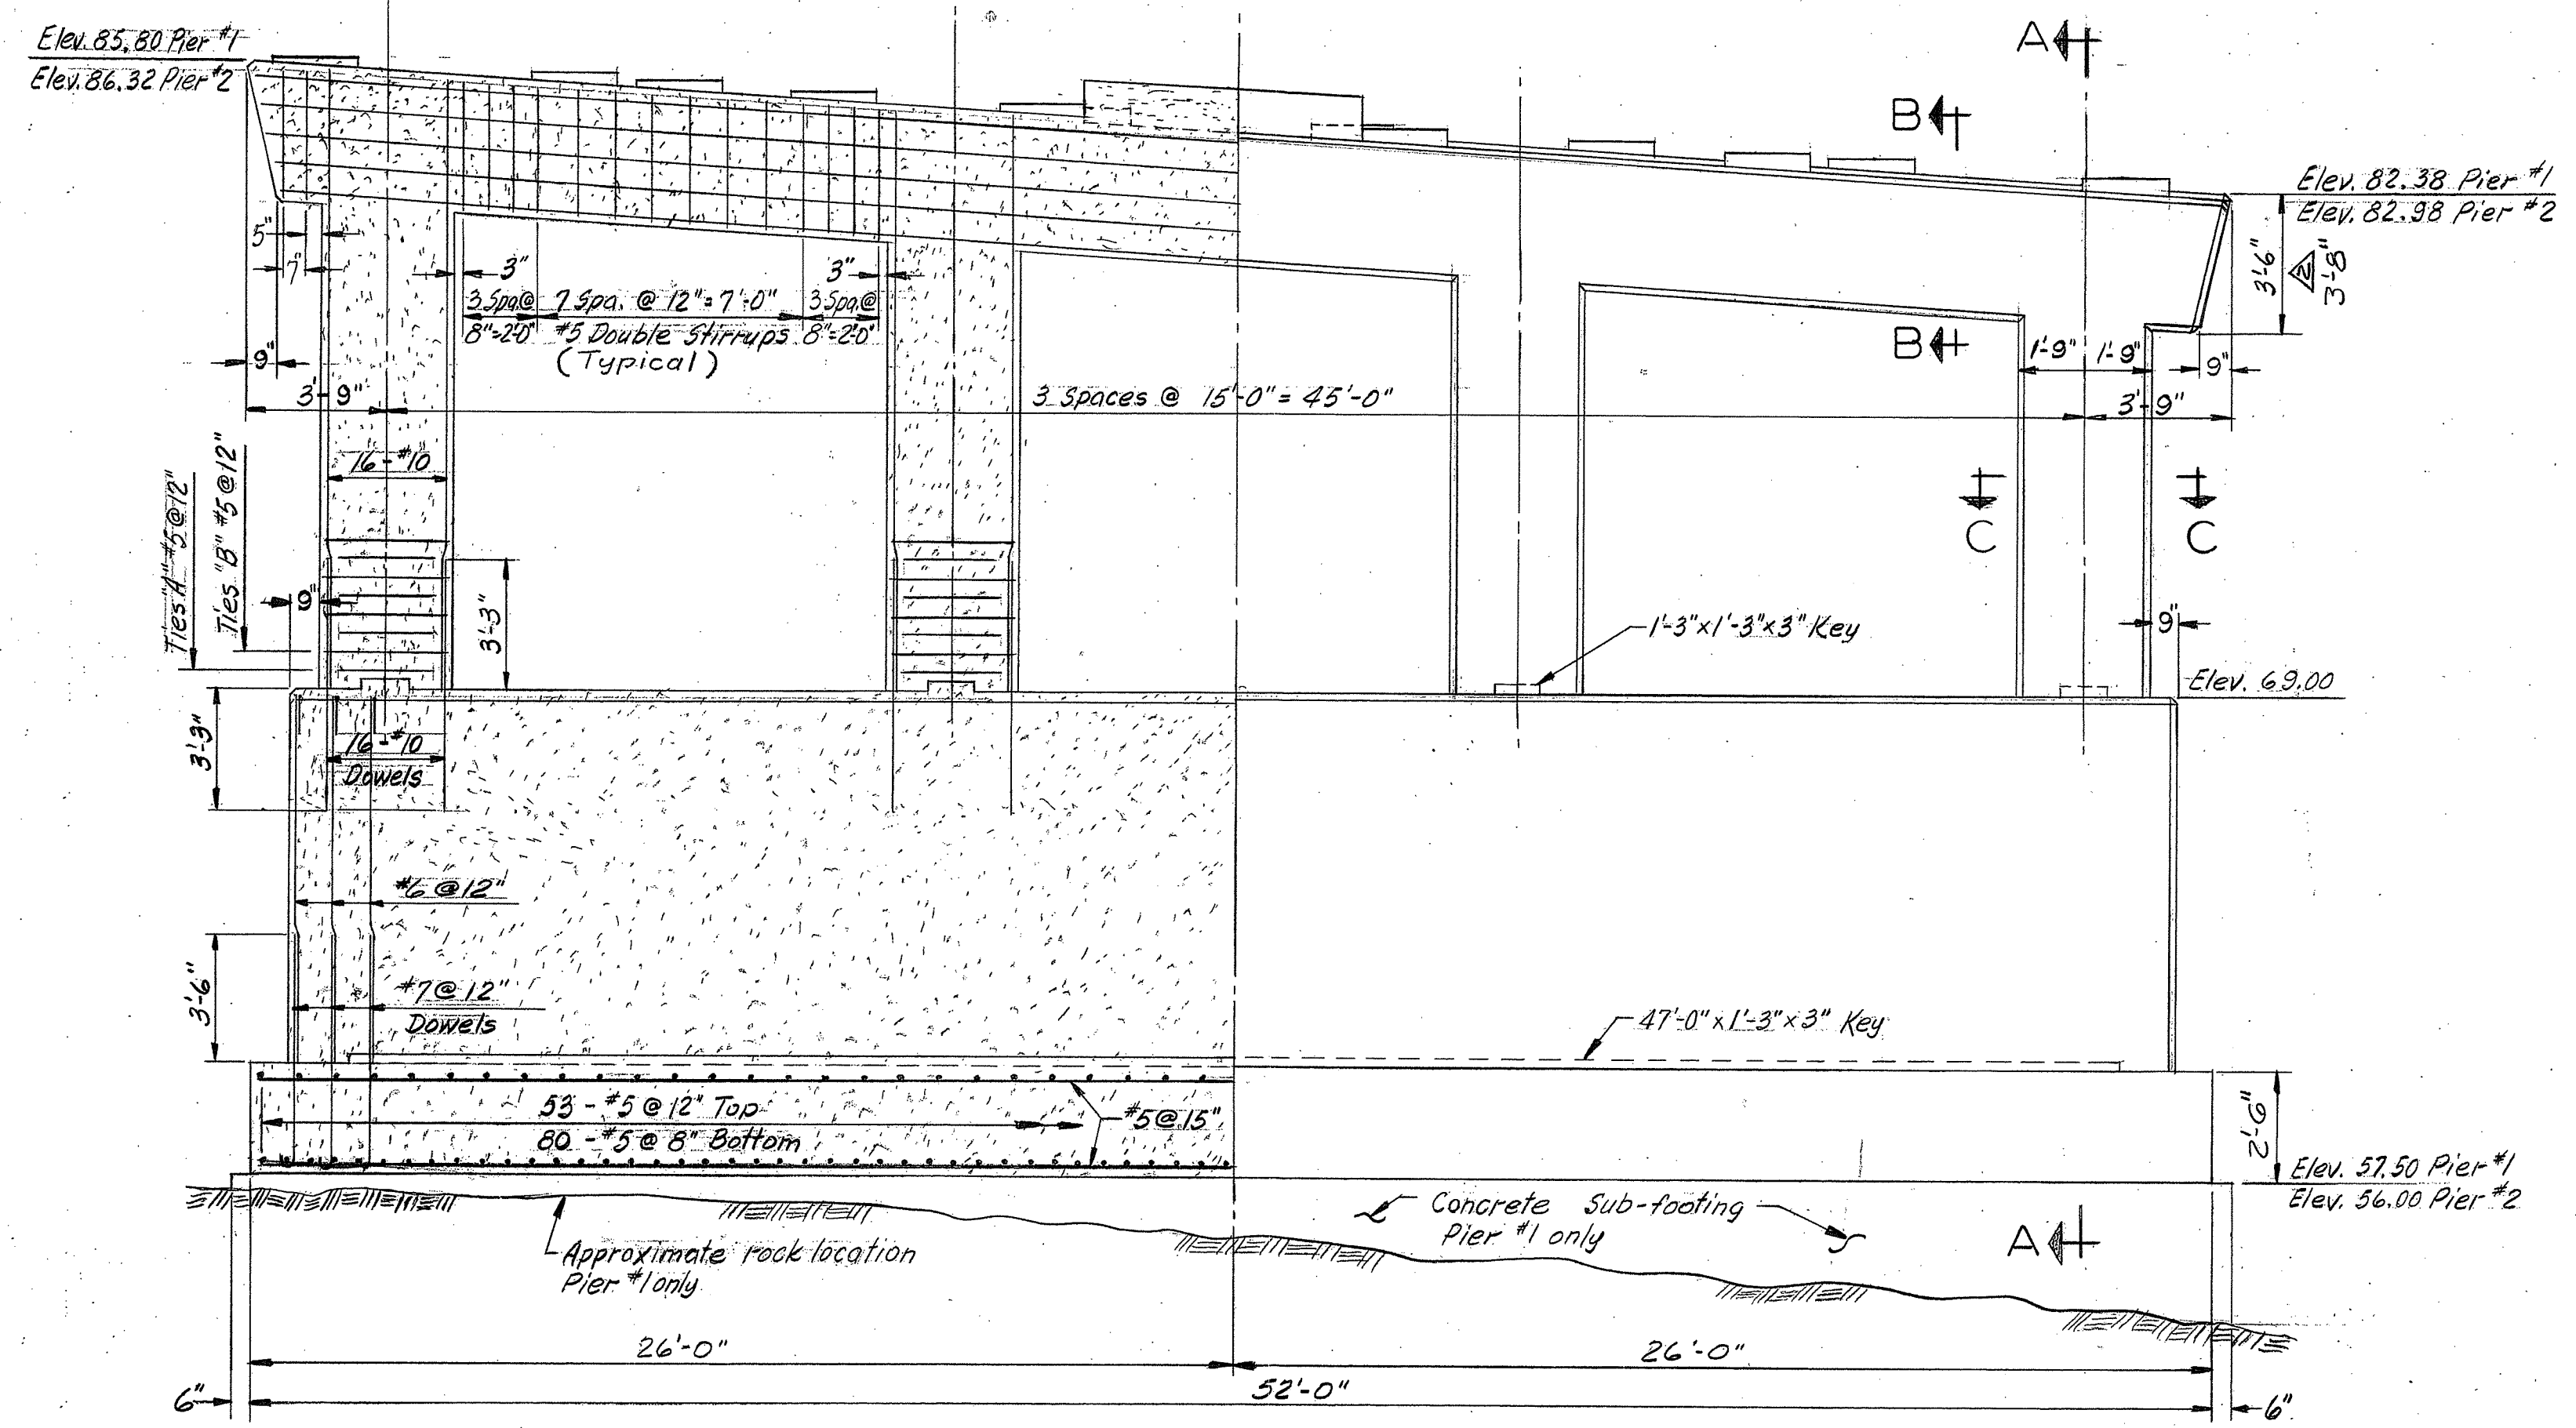 Elev. 85.80 Pier #1
Elev. 86.32 Pier #2
A
B
Elev. 82.38 Pier #1
Elev. 82.98 Pier #2
5"
7"
3"
3"
3 Spa.@ 7 Spa. @ 12" = 7'-0" 3 Spa.@
8"=2'-0" #5 Double Stirrups 8"=2'-0"
(Typical)
3'-6"
2
3'-8"
B
9"
1'-9" 1'-9"
9"
3'-9"
3 Spaces @ 15'-0" = 45'-0"
3'-9"
16-#10
Ties "A" #5@12"
Ties "B" #5@12"
C C
9"
3'-3"
1'-3"x1'-3"x3" Key
9"
Elev. 69.00
3'-3"
16-#10
Dowels
#6 @ 12"
3'-6"
#7 @ 12"
Dowels
47'-0"x1'-3"x3" Key
53 - #5 @ 12" Top
80 - #5 @ 8" Bottom
#5 @ 15"
2'-6"
Elev. 57.50 Pier #1
Elev. 56.00 Pier #2
Concrete Sub-footing
Pier #1 only
A
Approximate rock location
Pier #1 only
26'-0"
26'-0"
52'-0"
6"
6"